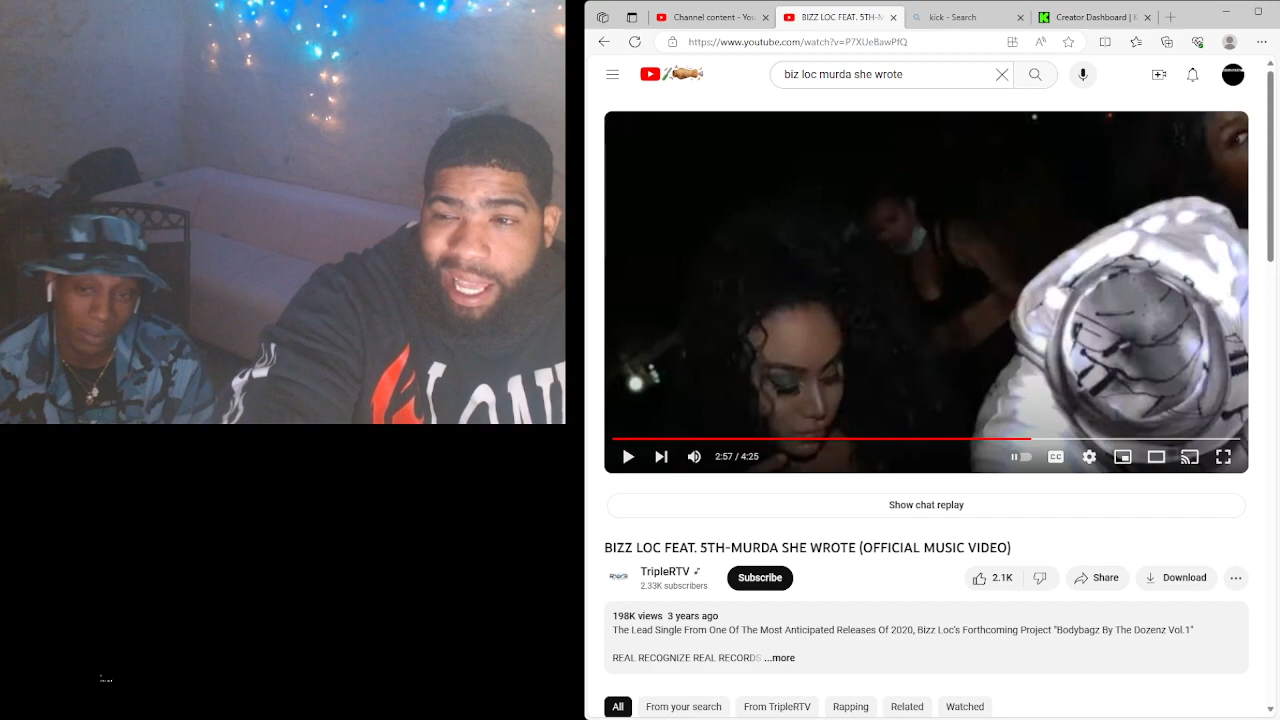 LONE
Channel content - You
BIZZ LOC FEAT. 5TH-M
kick - Search
Creator Dashboard | K
https://www.youtube.com/watch?v=P7XUeBawPfQ
biz loc murda she wrote
2:57 / 4:25
CC
Show chat replay
BIZZ LOC FEAT. 5TH-MURDA SHE WROTE (OFFICIAL MUSIC VIDEO)
TripleRTV
2.33K subscribers
Subscribe
2.1K
Share
Download
198K views 3 years ago
The Lead Single From One Of The Most Anticipated Releases Of 2020, Bizz Loc's Forthcoming Project "Bodybagz By The Dozenz Vol.1"
REAL RECOGNIZE REAL RECORDS ...more
All
From your search
From TripleRTV
Rapping
Related
Watched